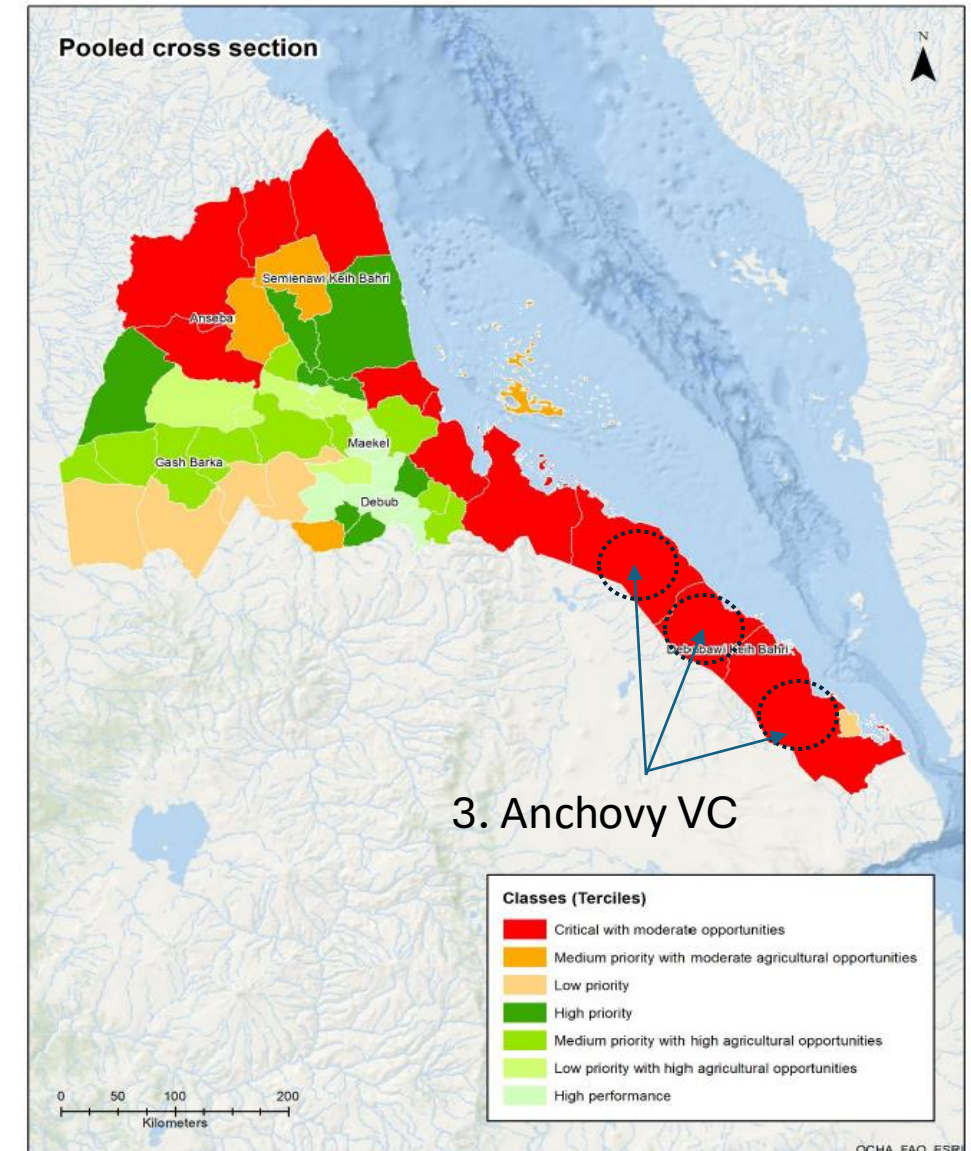 Pooled cross section
N
Semienawi Keih Bahri
Anseba
Maekel
Gash Barka
Debub
Debubawi Keih Bahri
3. Anchovy VC
Classes (Terciles)
Critical with moderate opportunities
Medium priority with moderate agricultural opportunities
Low priority
High priority
Medium priority with high agricultural opportunities
Low priority with high agricultural opportunities
High performance
0 50 100 200
Kilometers
OCHA, FAO, ESRI